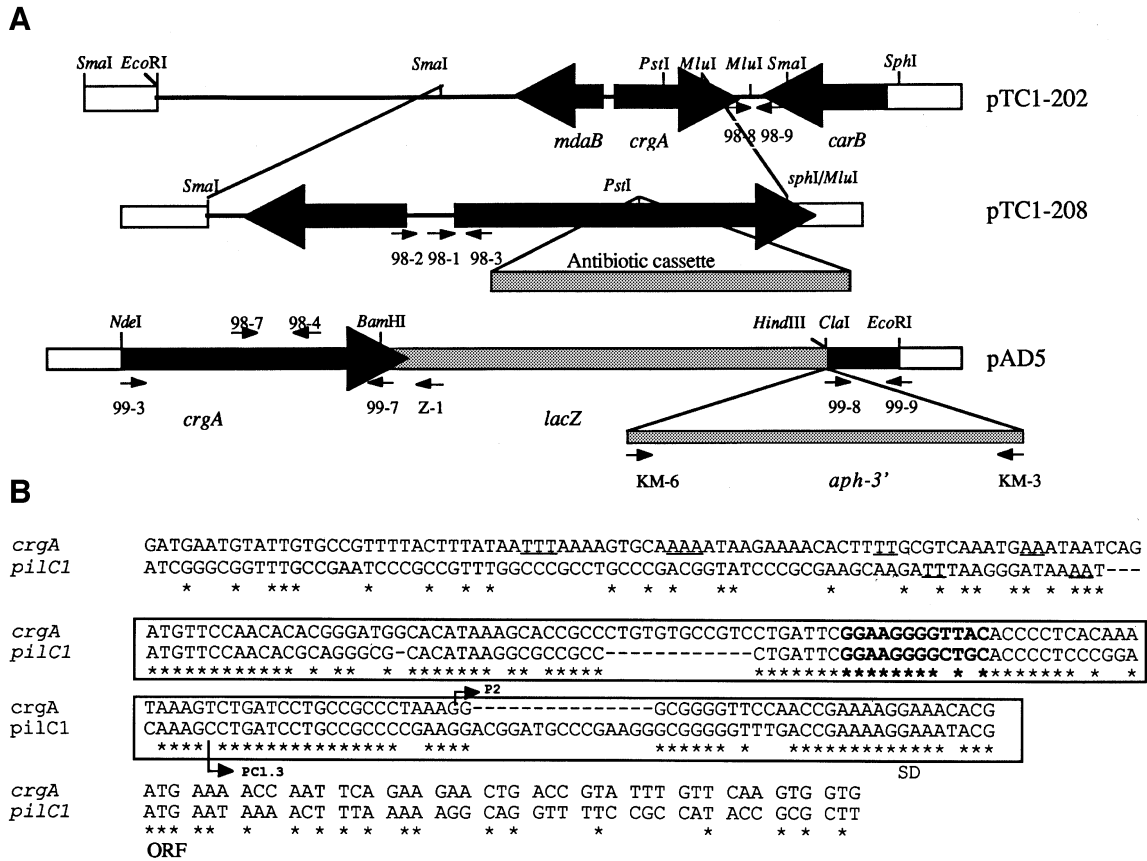 A
SmaI EcoRI SmaI PstI MluI MluI SmaI SphI
pTC1-202
mdaB crgA 98-8 98-9 carB
SmaI PstI sphI/MluI
pTC1-208
98-2 98-1 98-3
Antibiotic cassette
NdeI 98-7 98-4 BamHI HindIII ClaI EcoRI
pAD5
99-3 crgA 99-7 Z-1 lacZ 99-8 99-9
KM-6 aph-3' KM-3
B
crgA GATGAATGTATTGTGCCGTTTTACTTTATAATTTAAAAGTGCAAAAATAAGAAAACACTTTTGCGTCAAATGAAATAATCAG
pilC1 ATCGGGCGGTTTGCCGAATCCCGCCGTTTGGCCCGCCTGCCCGACGGTATCCCGCGAAGCAAGATTTAAGGGATAAAAT---
* * *** * * ** * * * * * ** ** ** * ***
crgA ATGTTCCAACACACGGGATGGCACATAAAGCACCGCCCTGTGTGCCGTCCTGATTCGGAAGGGGTTACACCCCTCACAAA
pilC1 ATGTTCCAACACGCAGGGCG-CACATAAGGCGCCGCC------------CTGATTCGGAAGGGGCTGCACCCCTCCCGGA
************ * ** * ******* ** ***** *************** * ********** * *
P2
crgA TAAAGTCTGATCCTGCCGCCCTAAAGG---------------GCGGGGTTCCAACCGAAAAGGAAACACG
pilC1 CAAAGCCTGATCCTGCCGCCCCGAAGGACGGATGCCCGAAGGGCGGGGGTTTGACCGAAAAGGAAATACG
**** *************** **** ****** * ************* ***
PC1.3 SD
crgA ATG AAA ACC AAT TCA GAA GAA CTG ACC GTA TTT GTT CAA GTG GTG
pilC1 ATG AAT AAA ACT TTA AAA AGG CAG GTT TTC CGC CAT ACC GCG CTT
*** ** * * * * ** * * * * * * *
ORF